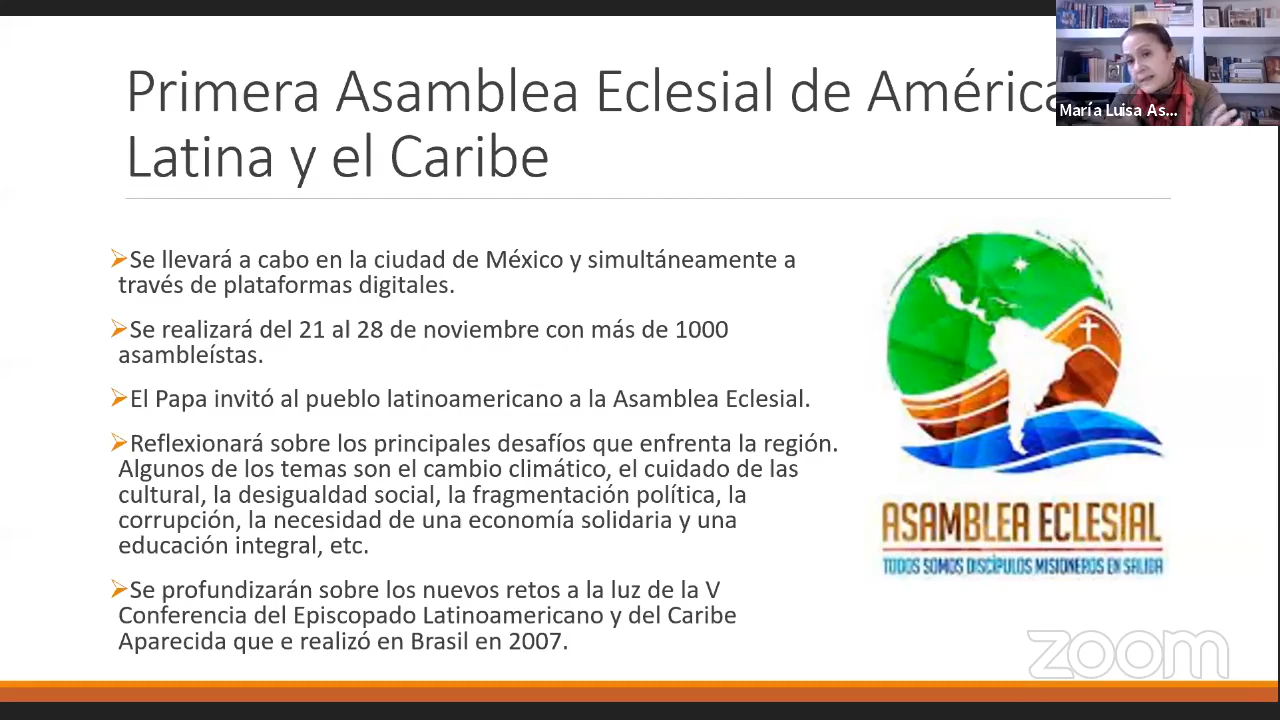 Primera Asamblea Eclesial de América
Latina y el Caribe
María Luisa As...
➢Se llevará a cabo en la ciudad de México y simultáneamente a
través de plataformas digitales.
➢Se realizará del 21 al 28 de noviembre con más de 1000
asambleístas.
➢El Papa invitó al pueblo latinoamericano a la Asamblea Eclesial.
➢Reflexionará sobre los principales desafíos que enfrenta la región.
Algunos de los temas son el cambio climático, el cuidado de las
cultural, la desigualdad social, la fragmentación política, la
corrupción, la necesidad de una economía solidaria y una
educación integral, etc.
➢Se profundizarán sobre los nuevos retos a la luz de la V
Conferencia del Episcopado Latinoamericano y del Caribe
Aparecida que e realizó en Brasil en 2007.
ASAMBLEA ECLESIAL
TODOS SOMOS DISCÍPULOS MISIONEROS EN SALIDA
zoom